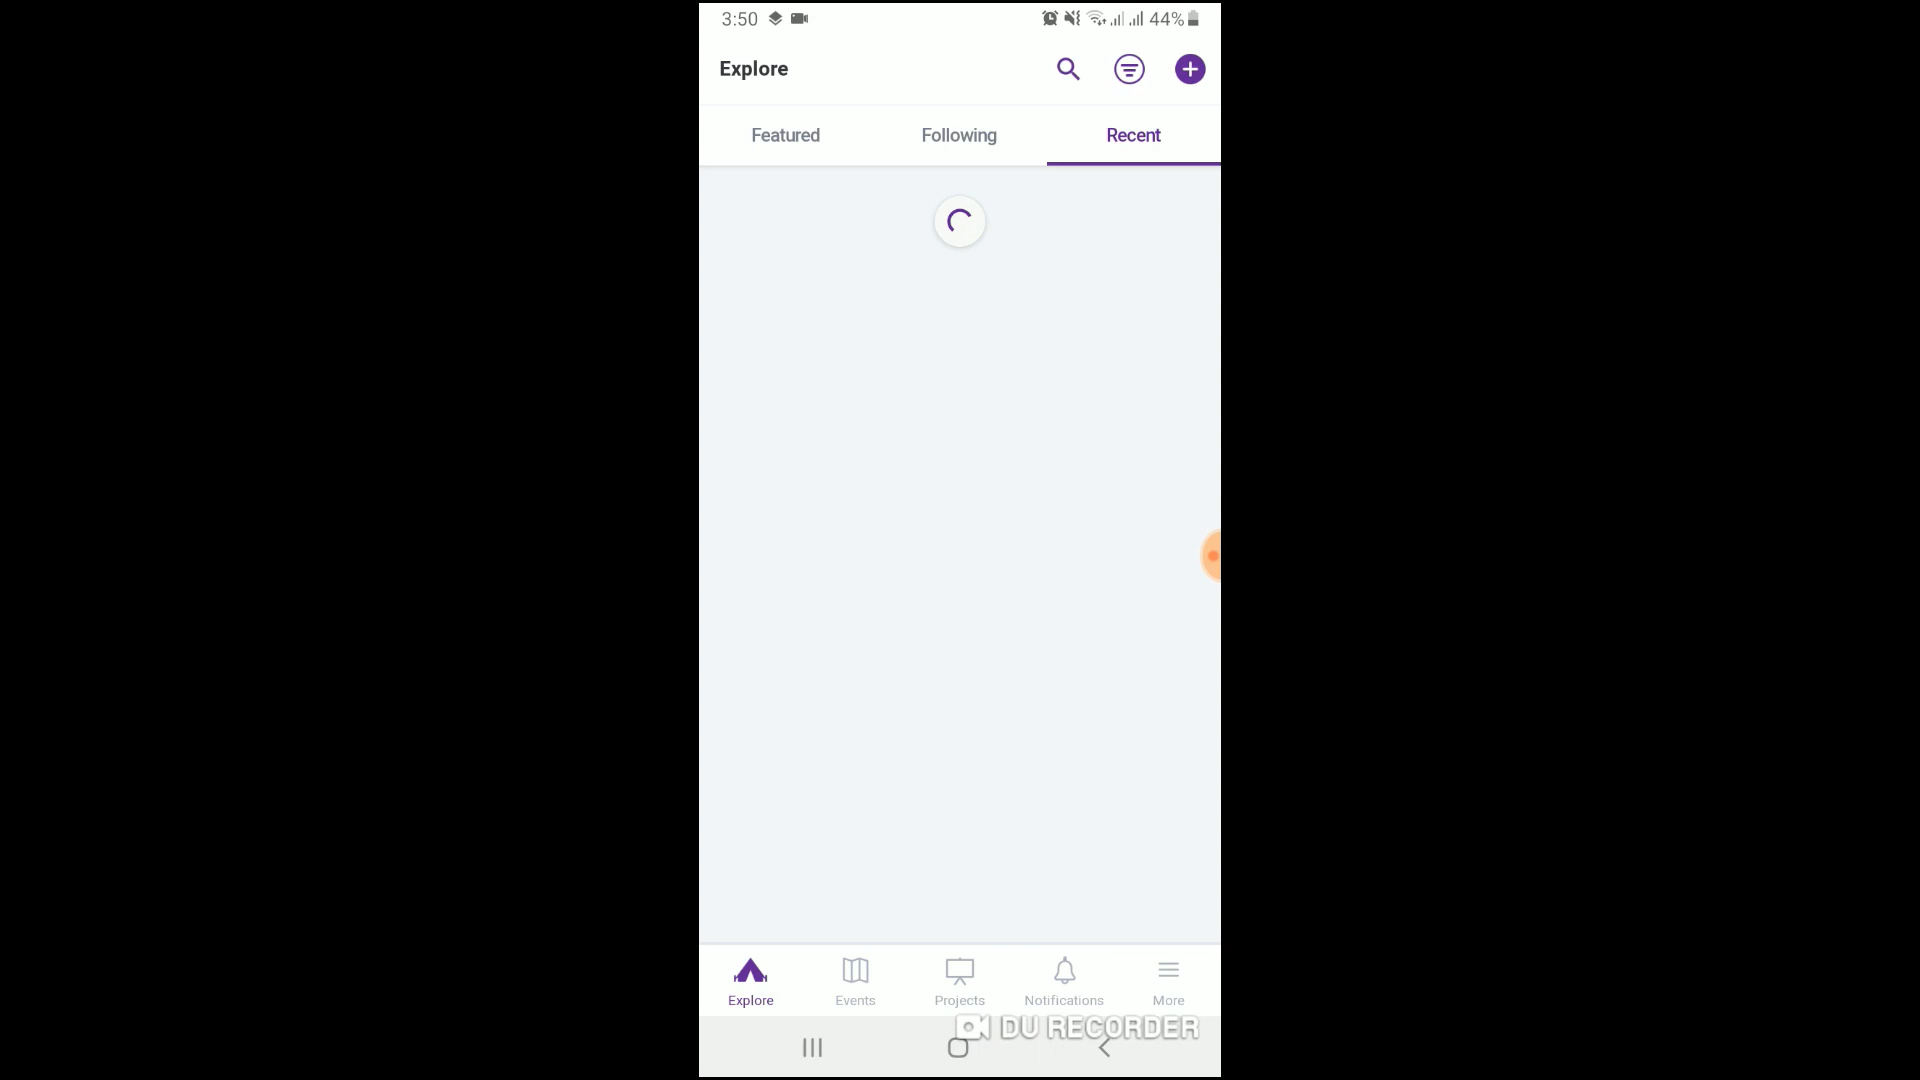 3:50 44%
Explore
Featured Following Recent
Explore Events Projects Notifications More
DU RECORDER